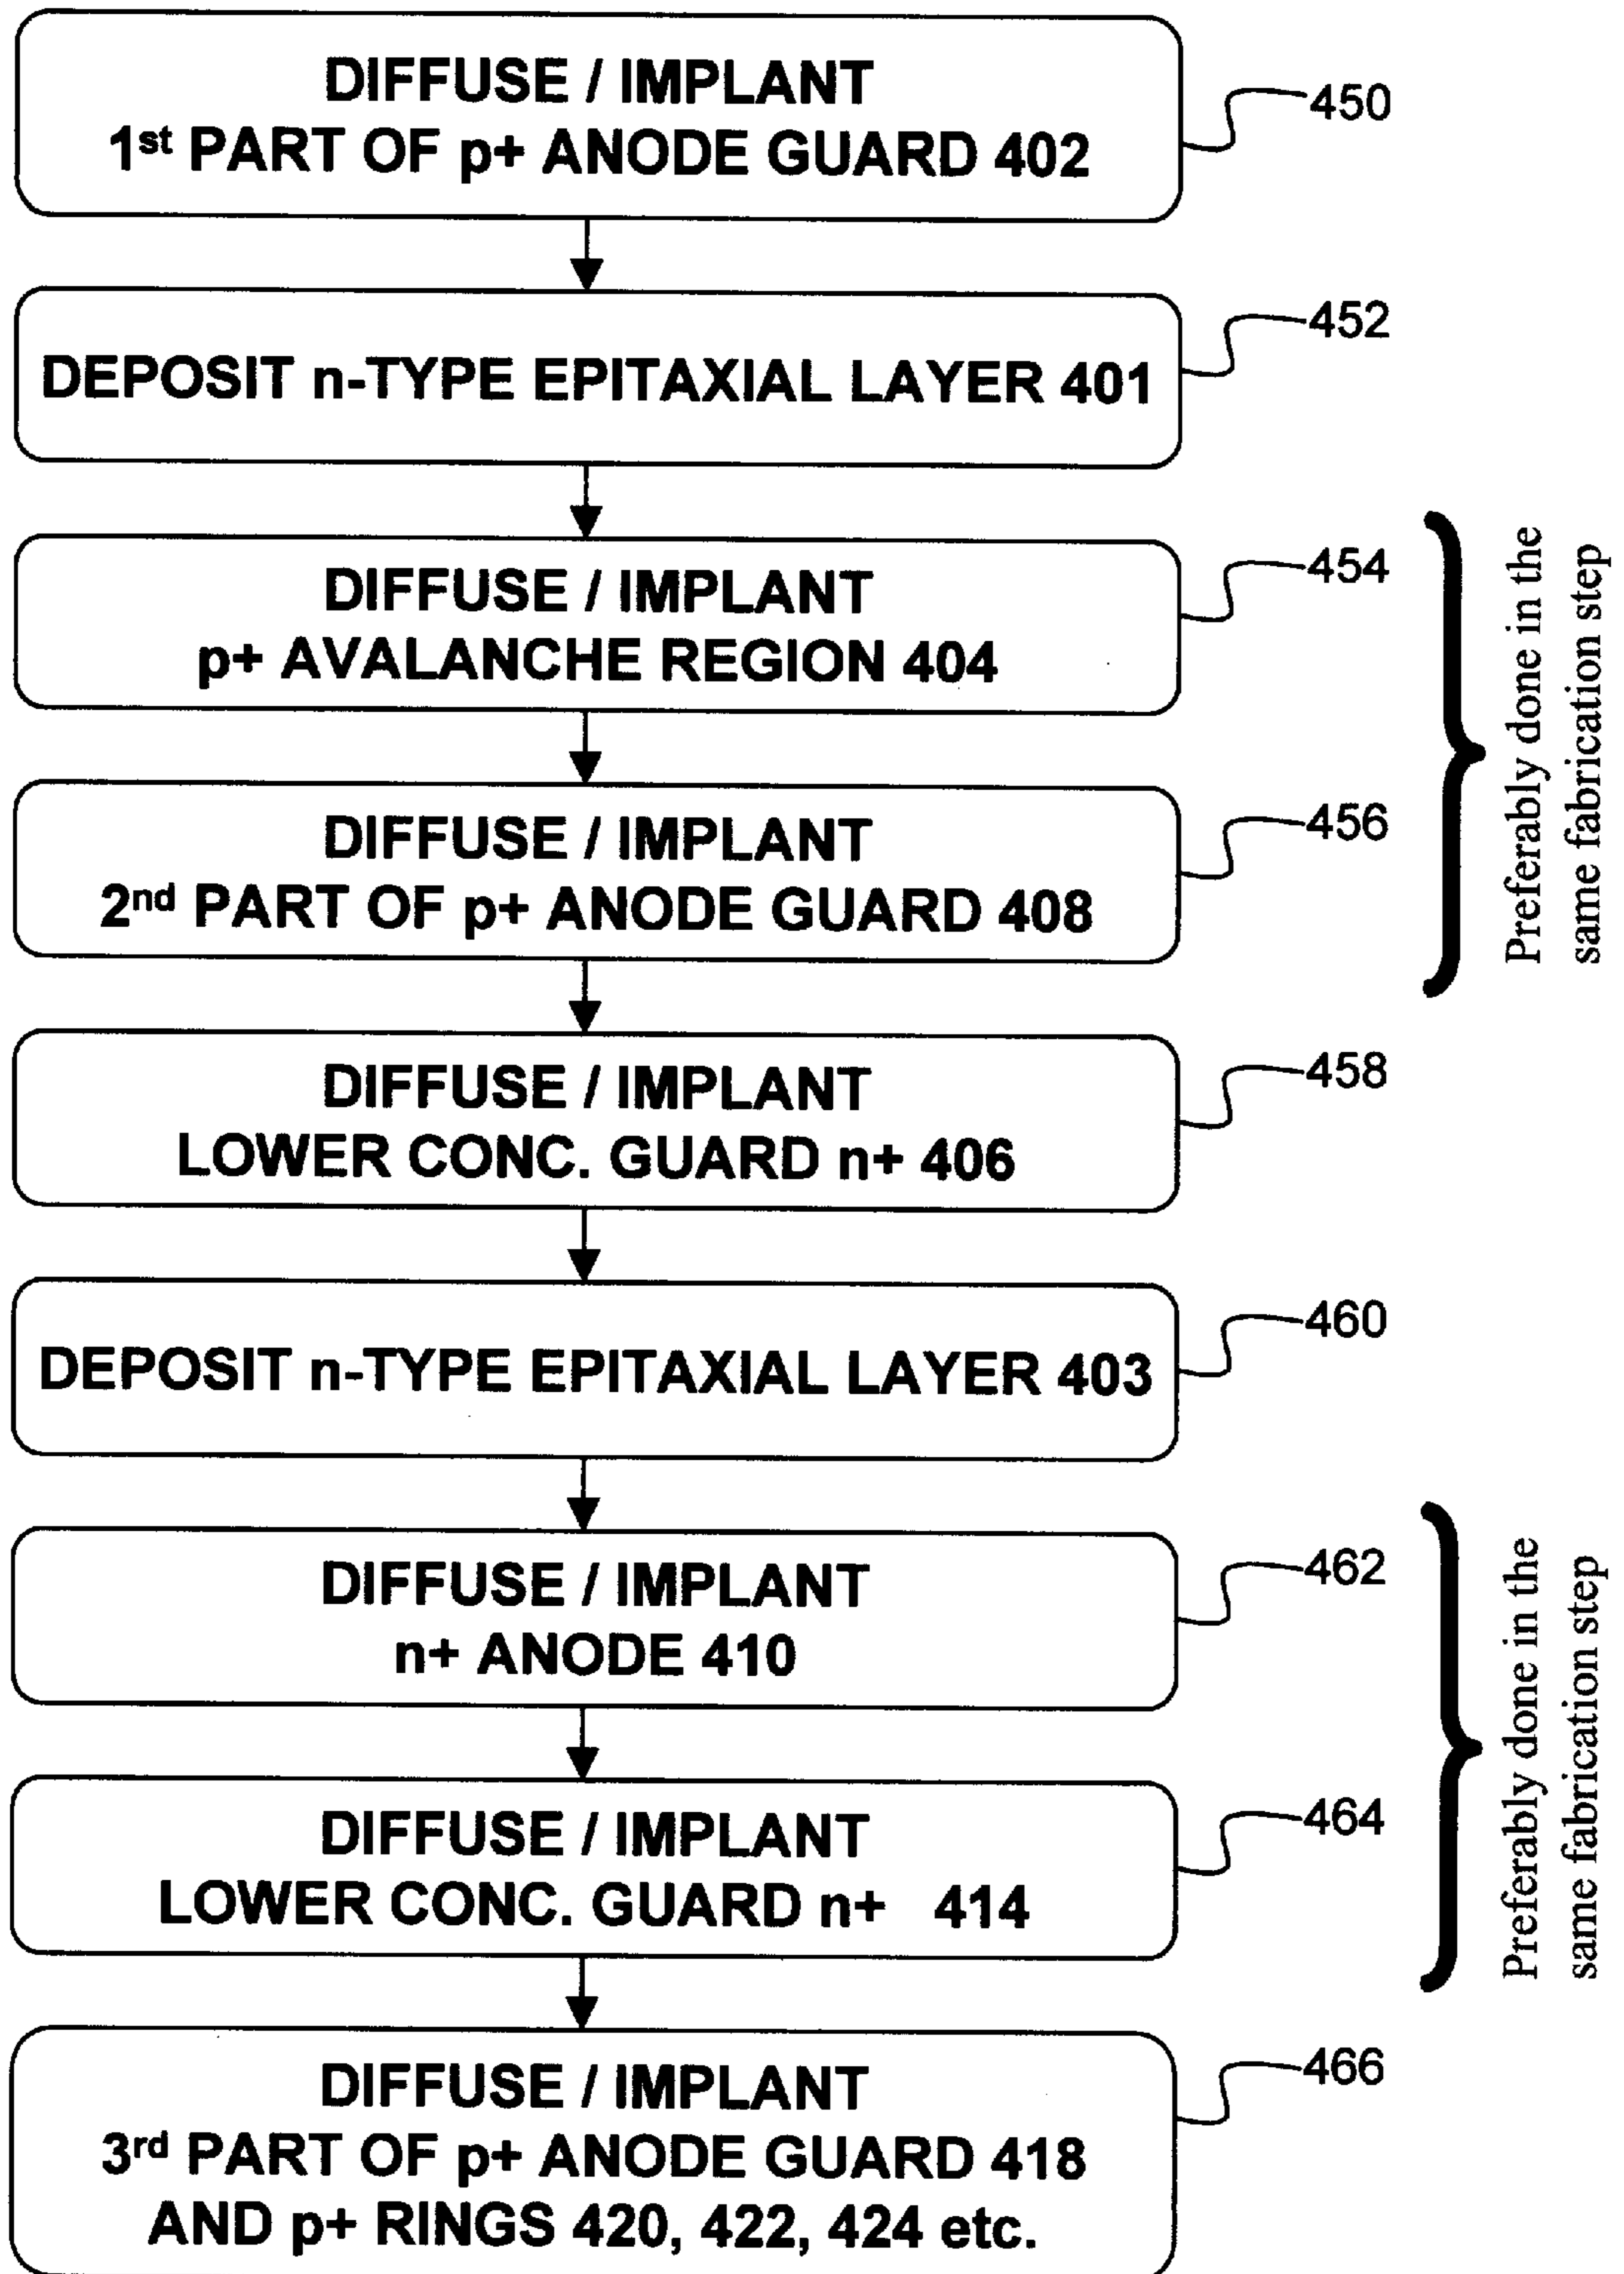 DIFFUSE / IMPLANT
1st PART OF p+ ANODE GUARD 402
450
DEPOSIT n-TYPE EPITAXIAL LAYER 401
452
DIFFUSE / IMPLANT
p+ AVALANCHE REGION 404
454
DIFFUSE / IMPLANT
2nd PART OF p+ ANODE GUARD 408
456
Preferably done in the
same fabrication step
DIFFUSE / IMPLANT
LOWER CONC. GUARD n+ 406
458
DEPOSIT n-TYPE EPITAXIAL LAYER 403
460
DIFFUSE / IMPLANT
n+ ANODE 410
462
DIFFUSE / IMPLANT
LOWER CONC. GUARD n+ 414
464
Preferably done in the
same fabrication step
DIFFUSE / IMPLANT
3rd PART OF p+ ANODE GUARD 418
AND p+ RINGS 420, 422, 424 etc.
466